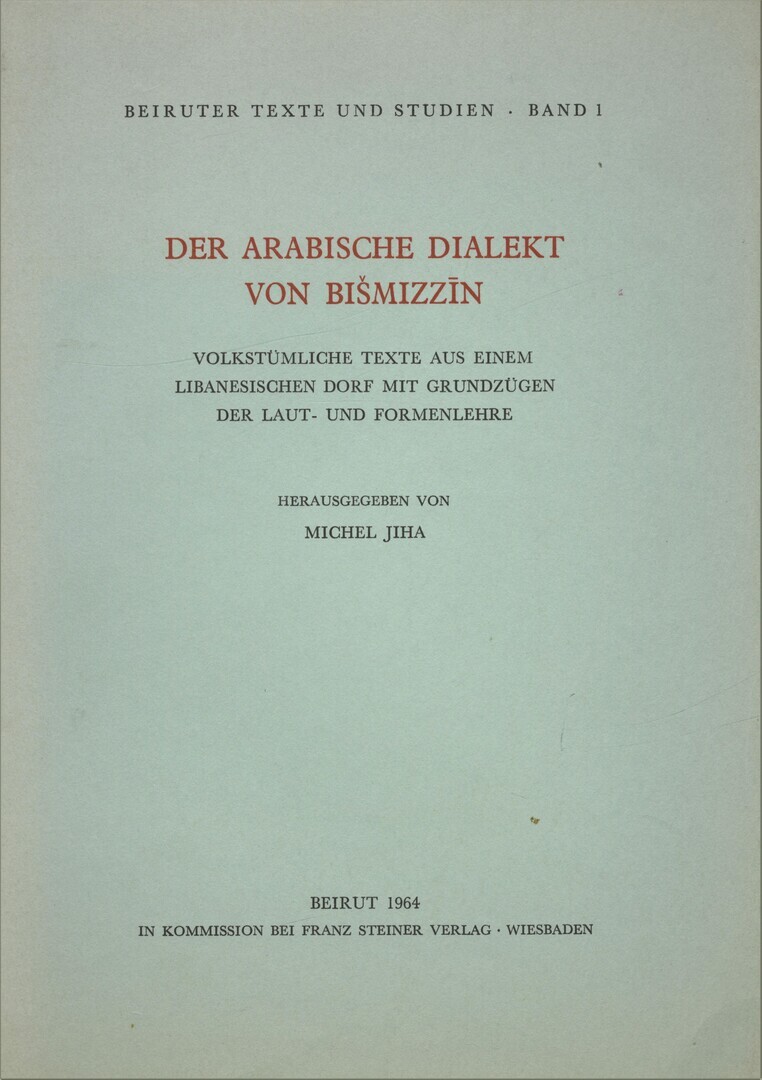 BEIRUTER TEXTE UND STUDIEN · BAND 1
DER ARABISCHE DIALEKT
VON BIŠMIZZĪN
VOLKSTÜMLICHE TEXTE AUS EINEM
LIBANESISCHEN DORF MIT GRUNDZÜGEN
DER LAUT- UND FORMENLEHRE
HERAUSGEGEBEN VON
MICHEL JIHA
BEIRUT 1964
IN KOMMISSION BEI FRANZ STEINER VERLAG · WIESBADEN